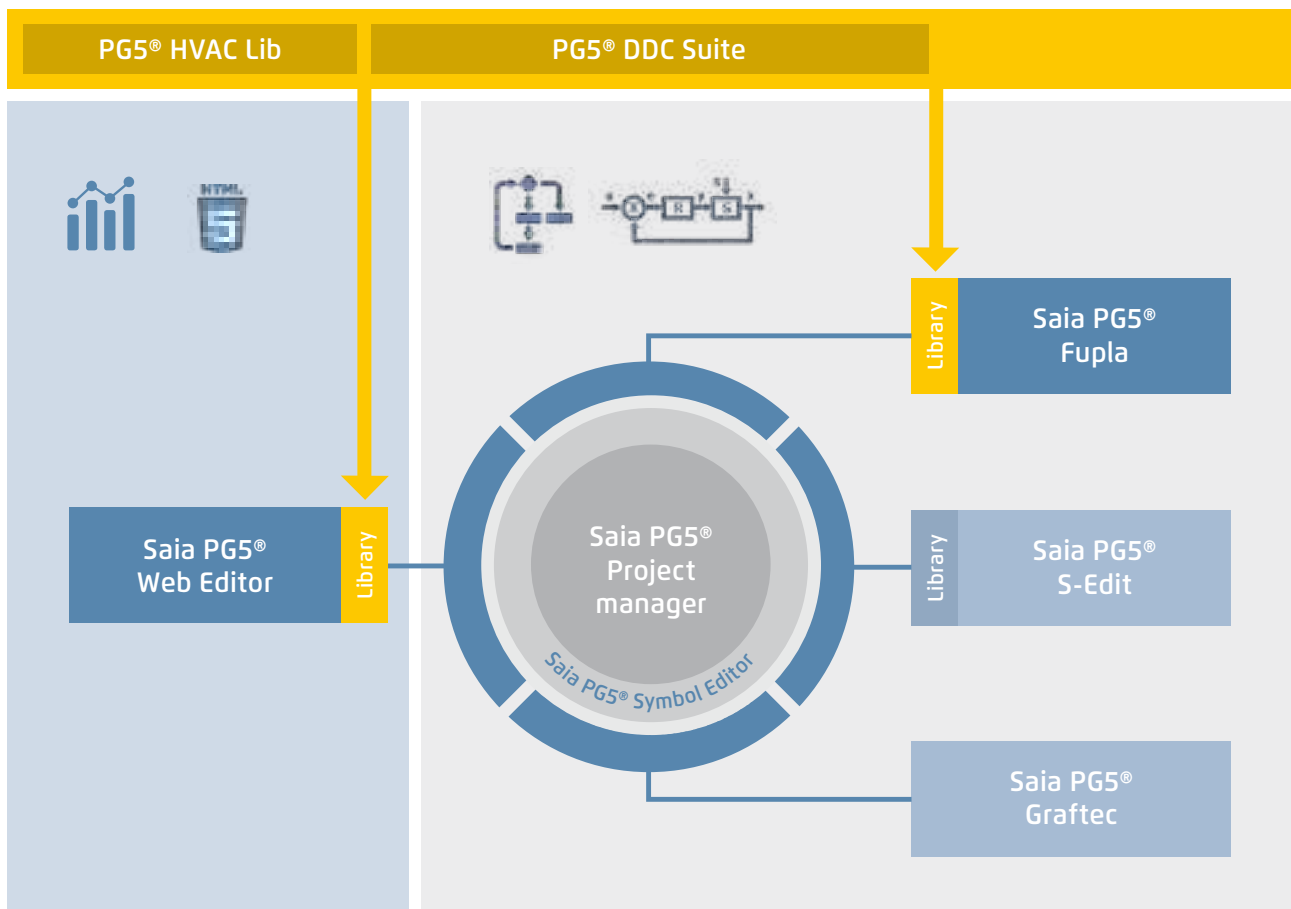 PG5® HVAC Lib
PG5® DDC Suite
HTML
5
X
R
S
Library
Saia PG5®
Fupla
Saia PG5®
Web Editor
Library
Saia PG5®
Project
manager
Saia PG5® Symbol Editor
Library
Saia PG5®
S-Edit
Saia PG5®
Graftec